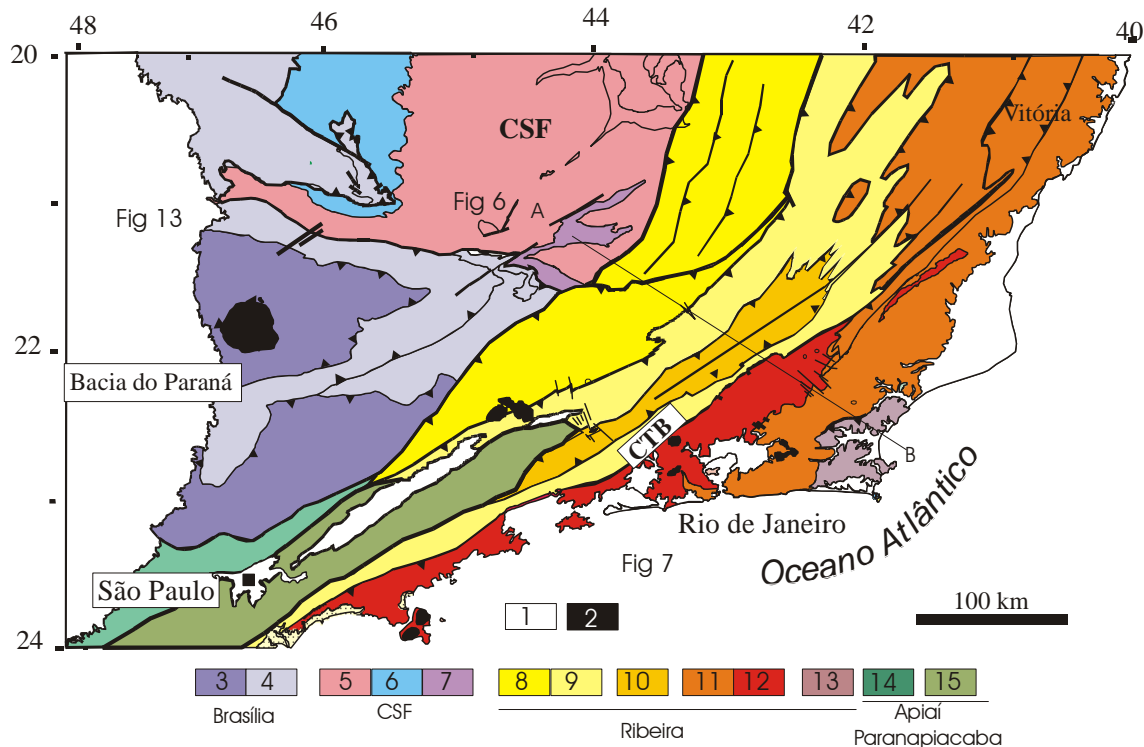 48 46 44 42 40
20
CSF
Vitória
Fig 13
Fig 6 A
22
Bacia do Paraná
CTB
B
Rio de Janeiro
Oceano Atlântico
Fig 7
São Paulo
1 2
100 km
24
3 4 5 6 7 8 9 10 11 12 13 14 15
Brasília CSF Ribeira Apiaí
Paranapiacaba